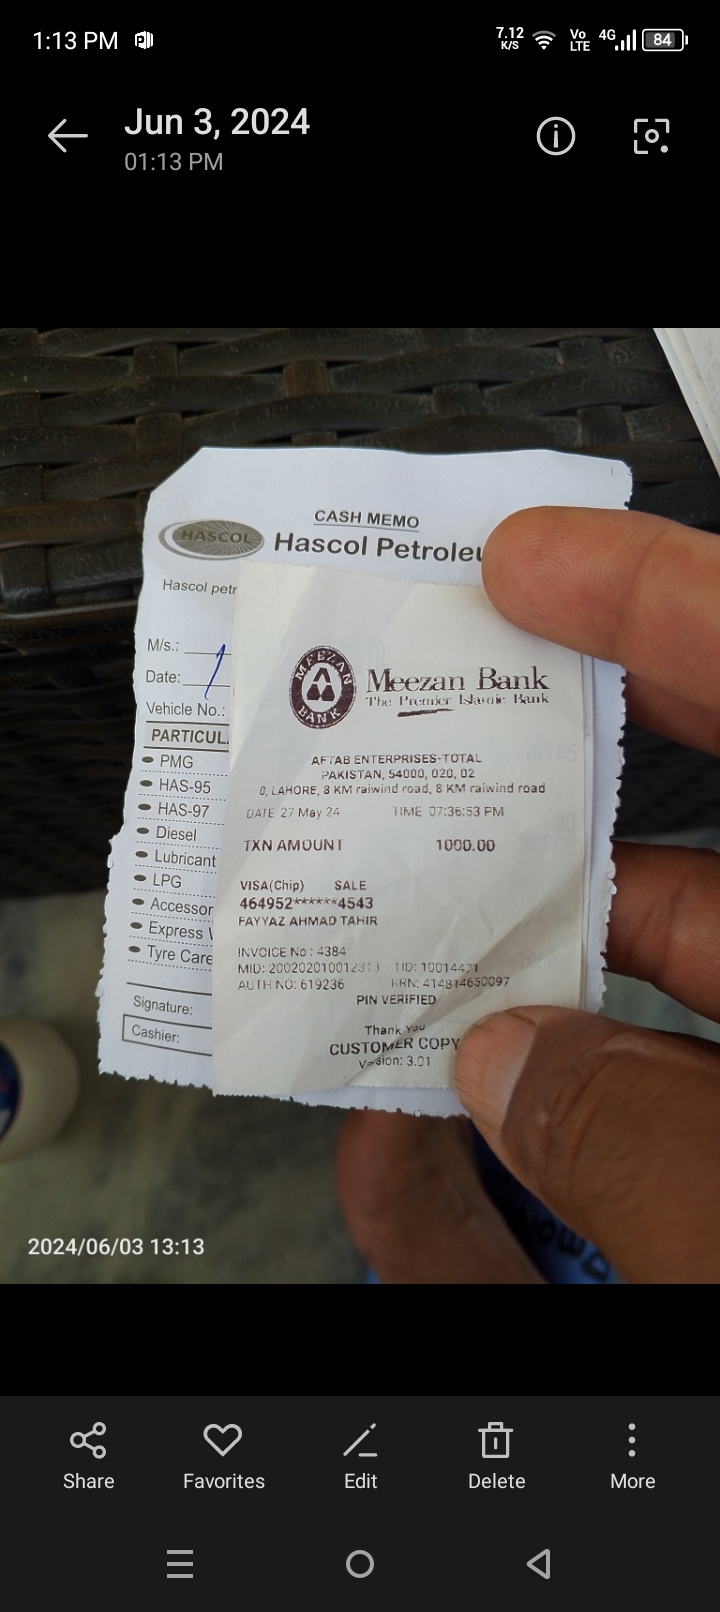 1:13 PM
7.12 K/S
Vo LTE
4G
84
Jun 3, 2024
01:13 PM
CASH MEMO
HASCOL
Hascol
Hascol
M/s.:
Date:
Vehicle No.:
PMG
HAS-95
HAS-97
Diesel
Lubricant
LPG
Express
Tyre Care
Signature:
Cashier:
MEEZAN
BANK
Meezan Bank
The Premier Islamic Bank
AFTAB ENTERPRISES-TOTAL
PAKISTAN, 54000, 020, 02
0, LAHORE, 8 KM raiwind road, 8 KM raiwind road
DATE 27 May 24 TIME 07:36:53 PM
TXN AMOUNT 1000.00
VISA(Chip) SALE
464952******4543
FAYYAZ AHMAD TAHIR
INVOICE No : 4384
MID: TID: 10014471
AUTH NO: 619236 RRN: 414814650097
PIN VERIFIED
Thank You
CUSTOMER COPY
Version: 3.01
2024/06/03 13:13
Share
Favorites
Edit
Delete
More